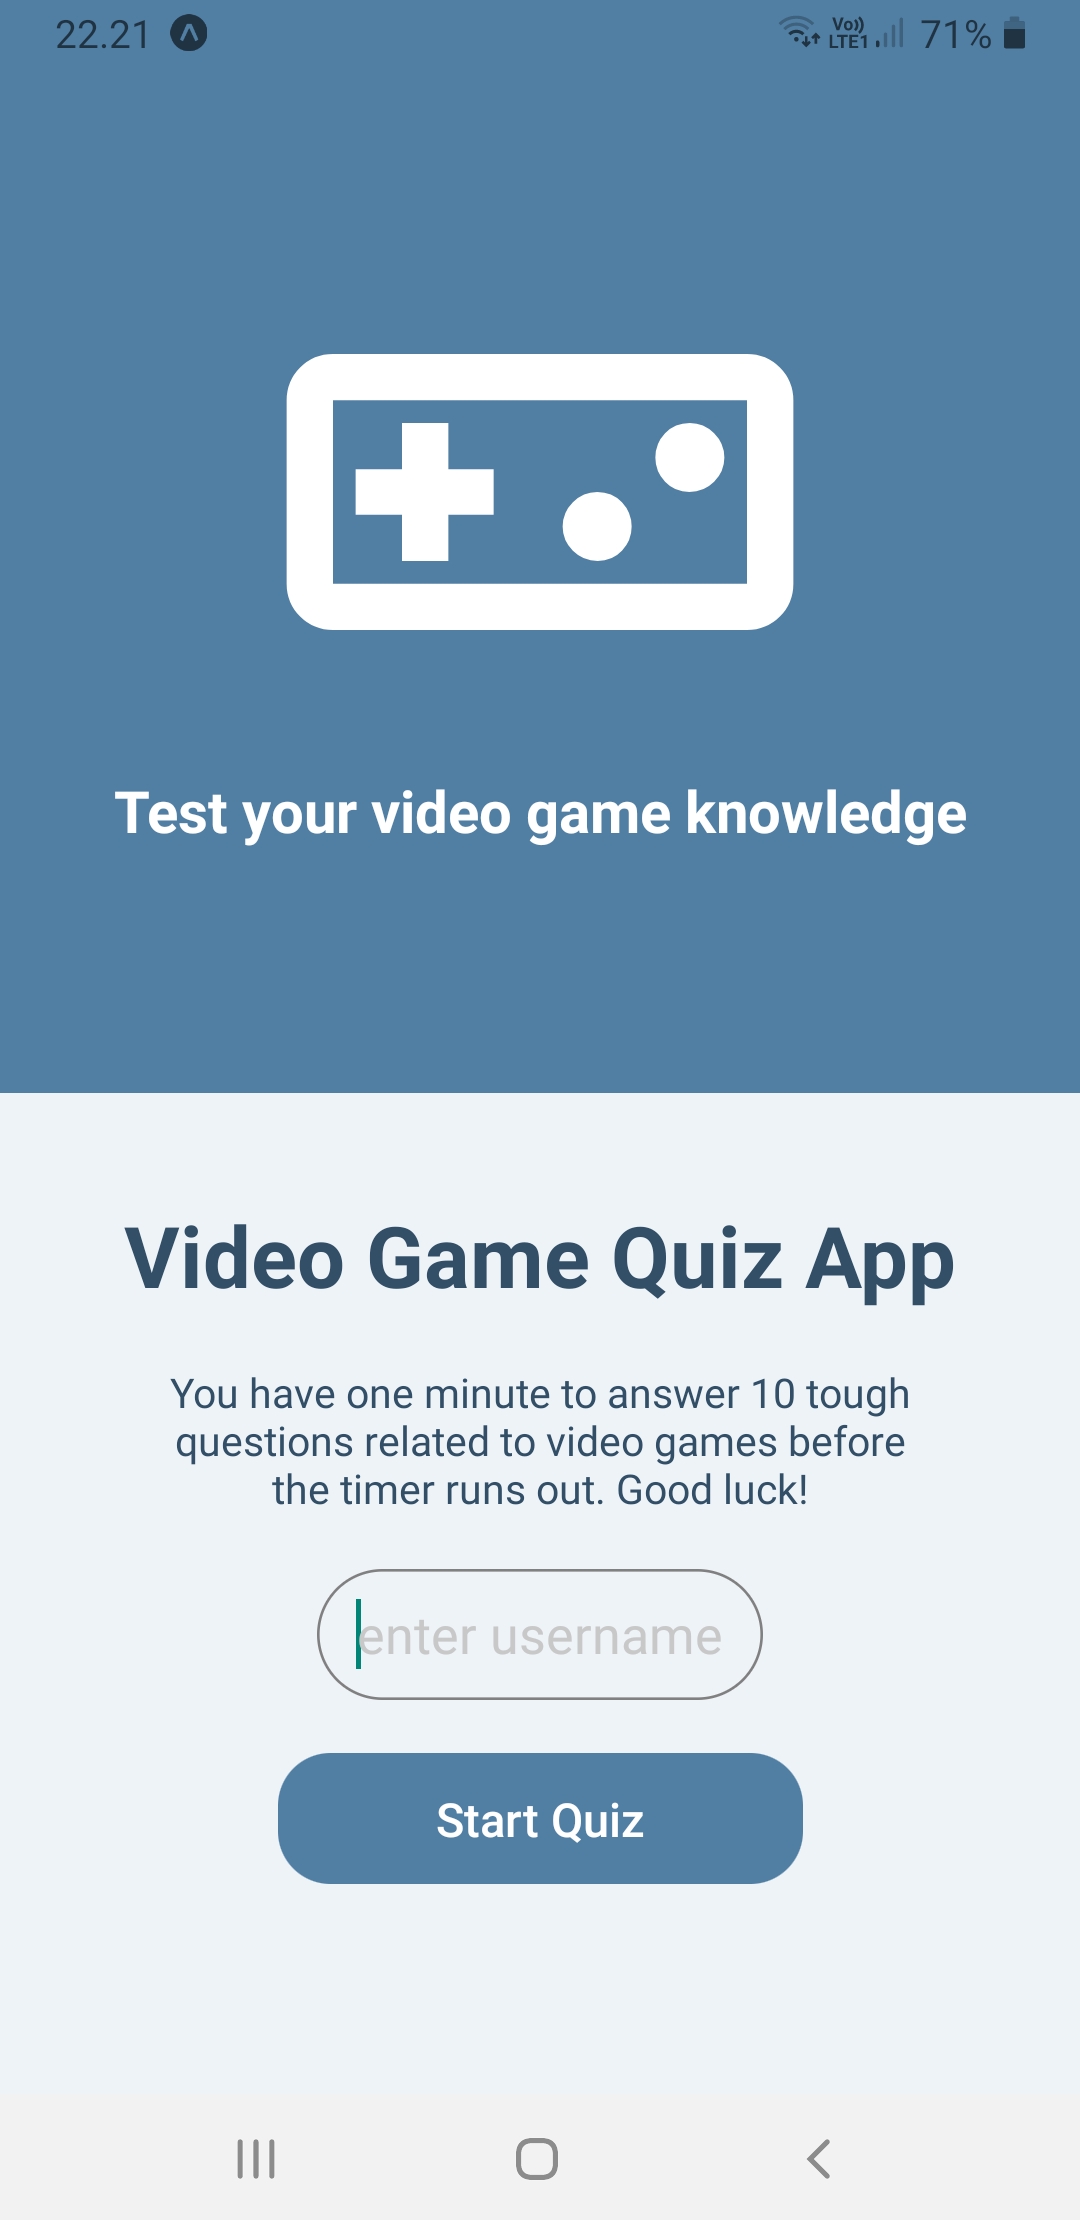 22.21
Vo))
LTE1
71%
Test your video game knowledge
Video Game Quiz App
You have one minute to answer 10 tough
questions related to video games before
the timer runs out. Good luck!
enter username
Start Quiz